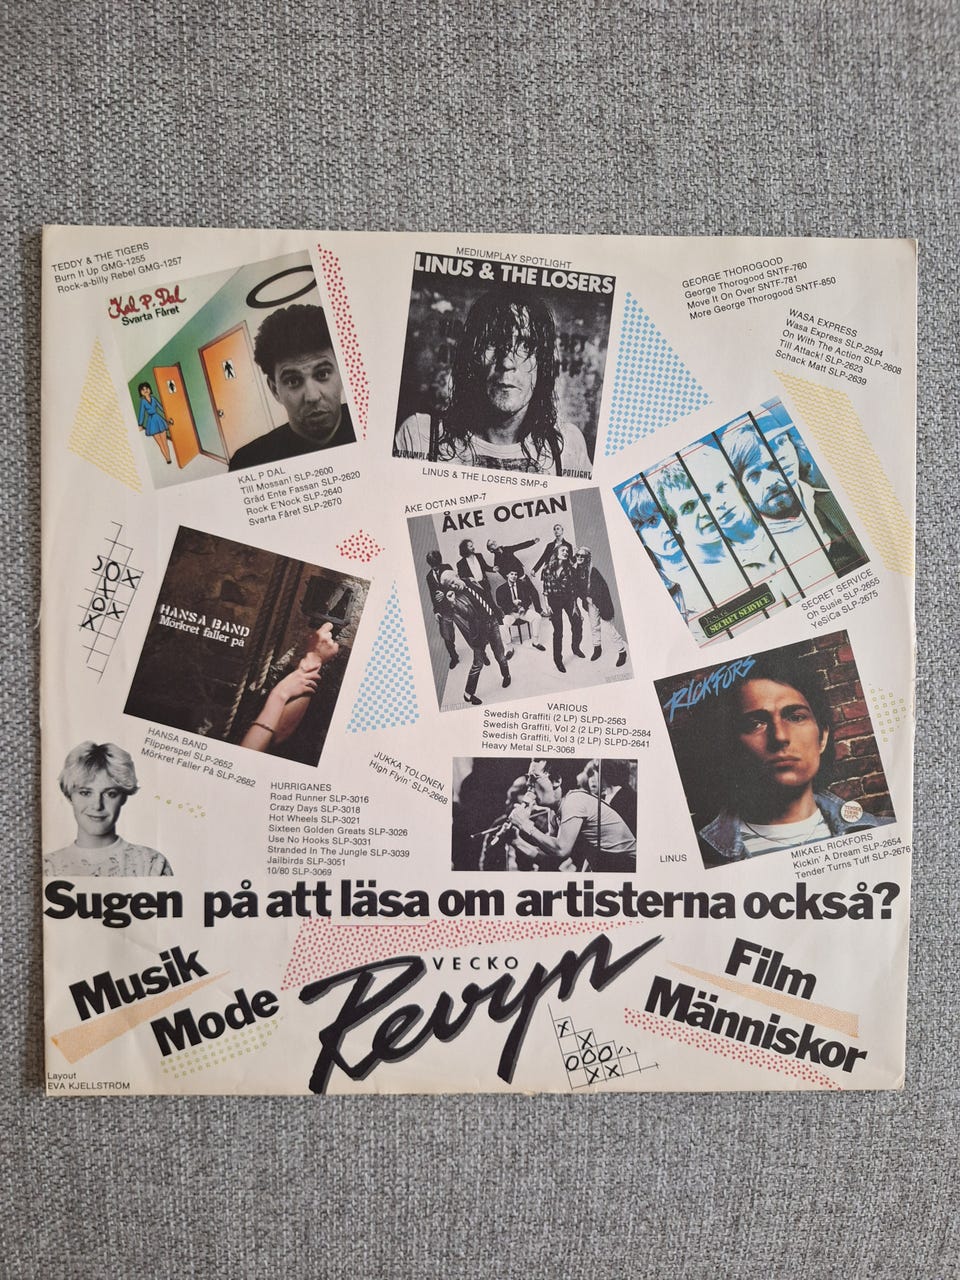 TEDDY & THE TIGERS
Burn It Up GMG-1255
Rock-a-billy Rebel GMG-1257
Kal P. Dal
Svarta Fåret
KAL P DAL
Till Mossan! SLP-2600
Gräd Ente Fassan SLP-2620
Rock E'Nock SLP-2640
Svarta Fåret SLP-2670
MEDIUMPLAY SPOTLIGHT
LINUS & THE LOSERS
MEDIUMPLAY
SPOTLIGHT
LINUS & THE LOSERS SMP-6
GEORGE THOROGOOD
George Thorogood SNTF-760
Move It On Over SNTF-781
More George Thorogood SNTF-850
WASA EXPRESS
Wasa Express SLP-2594
On With The Action SLP-2608
Till Attack! SLP-2623
Schack Matt SLP-2639
ÅKE OCTAN SMP-7
ÅKE OCTAN
SECRET SERVICE
SECRET SERVICE
Oh Susie SLP-2655
YeSiCa SLP-2675
HANSA BAND
Mörkret faller på
HANSA BAND
Flipperspel SLP-2652
Mörkret Faller På SLP-2682
VARIOUS
Swedish Graffiti (2 LP) SLPD-2563
Swedish Graffiti, Vol 2 (2 LP) SLPD-2584
Swedish Graffiti, Vol 3 (2 LP) SLPD-2641
Heavy Metal SLP-3068
RICKFORS
TENDER
TURNS
TUFF
JUKKA TOLONEN
High Flyin' SLP-2668
HURRIGANES
Road Runner SLP-3016
Crazy Days SLP-3018
Hot Wheels SLP-3021
Sixteen Golden Greats SLP-3026
Use No Hooks SLP-3031
Stranded In The Jungle SLP-3039
Jailbirds SLP-3051
10/80 SLP-3069
LINUS
MIKAEL RICKFORS
Kickin' A Dream SLP-2654
Tender Turns Tuff SLP-2676
Sugen på att läsa om artisterna också?
Musik
Mode
VECKO
Revyn
Film
Människor
Layout
EVA KJELLSTRÖM